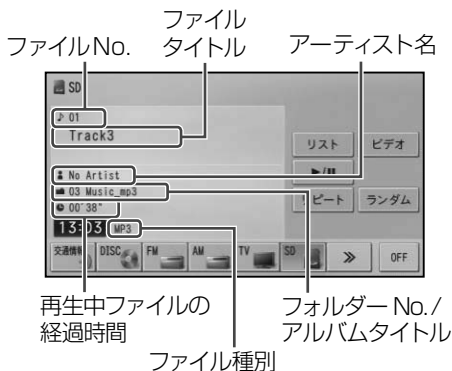 ファイル
ファイルNo.
タイトル
アーティスト名
SD
♪ 01
Track3
リスト
ビデオ
No Artist
▶/II
03 Music_mp3
リピート
ランダム
00'38"
13:03
MP3
交通情報
DISC
FM
AM
TV
SD
≫
OFF
再生中ファイルの
経過時間
フォルダー No./
アルバムタイトル
ファイル種別